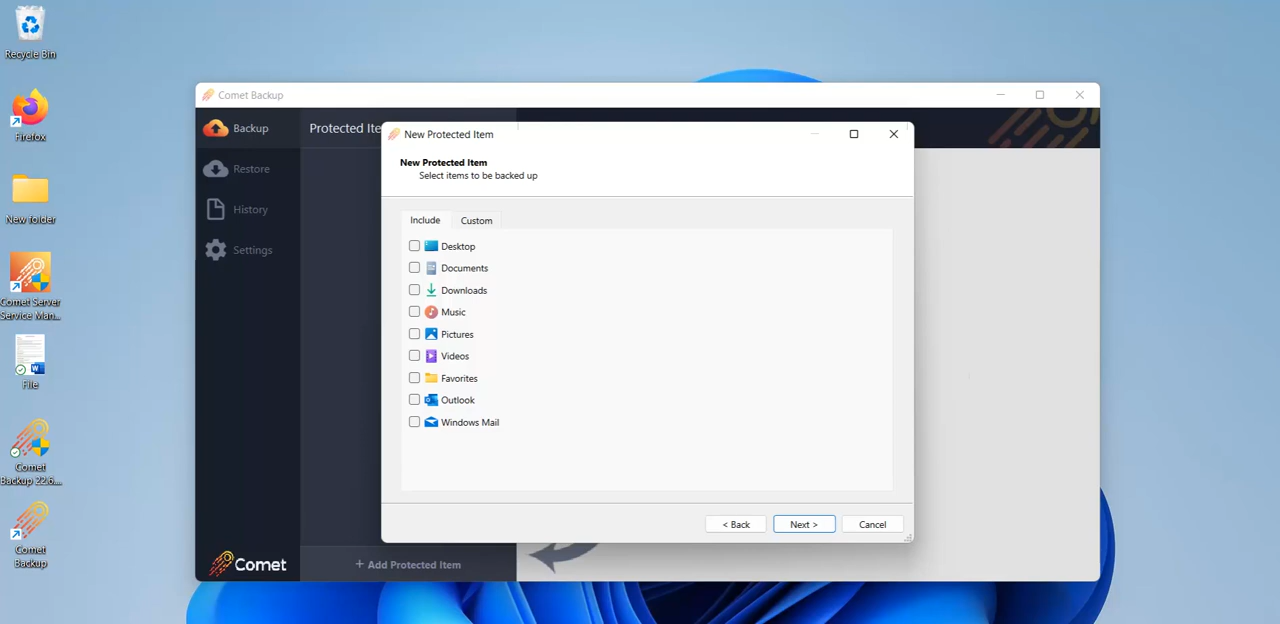 Recycle Bin
Firefox
New folder
Comet Server
Service Man...
File
Comet
Backup 22.6....
Comet
Backup
Comet Backup
Backup
Restore
History
Settings
Comet
Protected Ite
+ Add Protected Item
New Protected Item
New Protected Item
Select items to be backed up
Include Custom
Desktop
Documents
Downloads
Music
Pictures
Videos
Favorites
Outlook
Windows Mail
< Back Next > Cancel